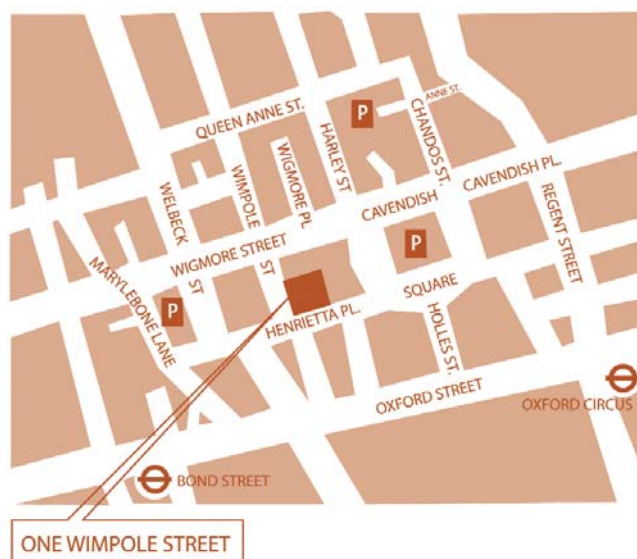 QUEEN ANNE ST.
P
ANNE ST.
CHANDOS ST.
HARLEY ST
WIGMORE PL
WIMPOLE ST
WELBECK ST
CAVENDISH PL.
CAVENDISH SQUARE
REGENT STREET
P
WIGMORE STREET
MARYLEBONE LANE
P
HENRIETTA PL.
HOLLES ST.
OXFORD STREET
OXFORD CIRCUS
BOND STREET
ONE WIMPOLE STREET